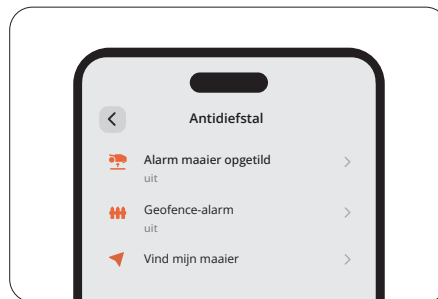 Antidiefstal
Alarm maaier opgetild
uit
Geofence-alarm
uit
Vind mijn maaier